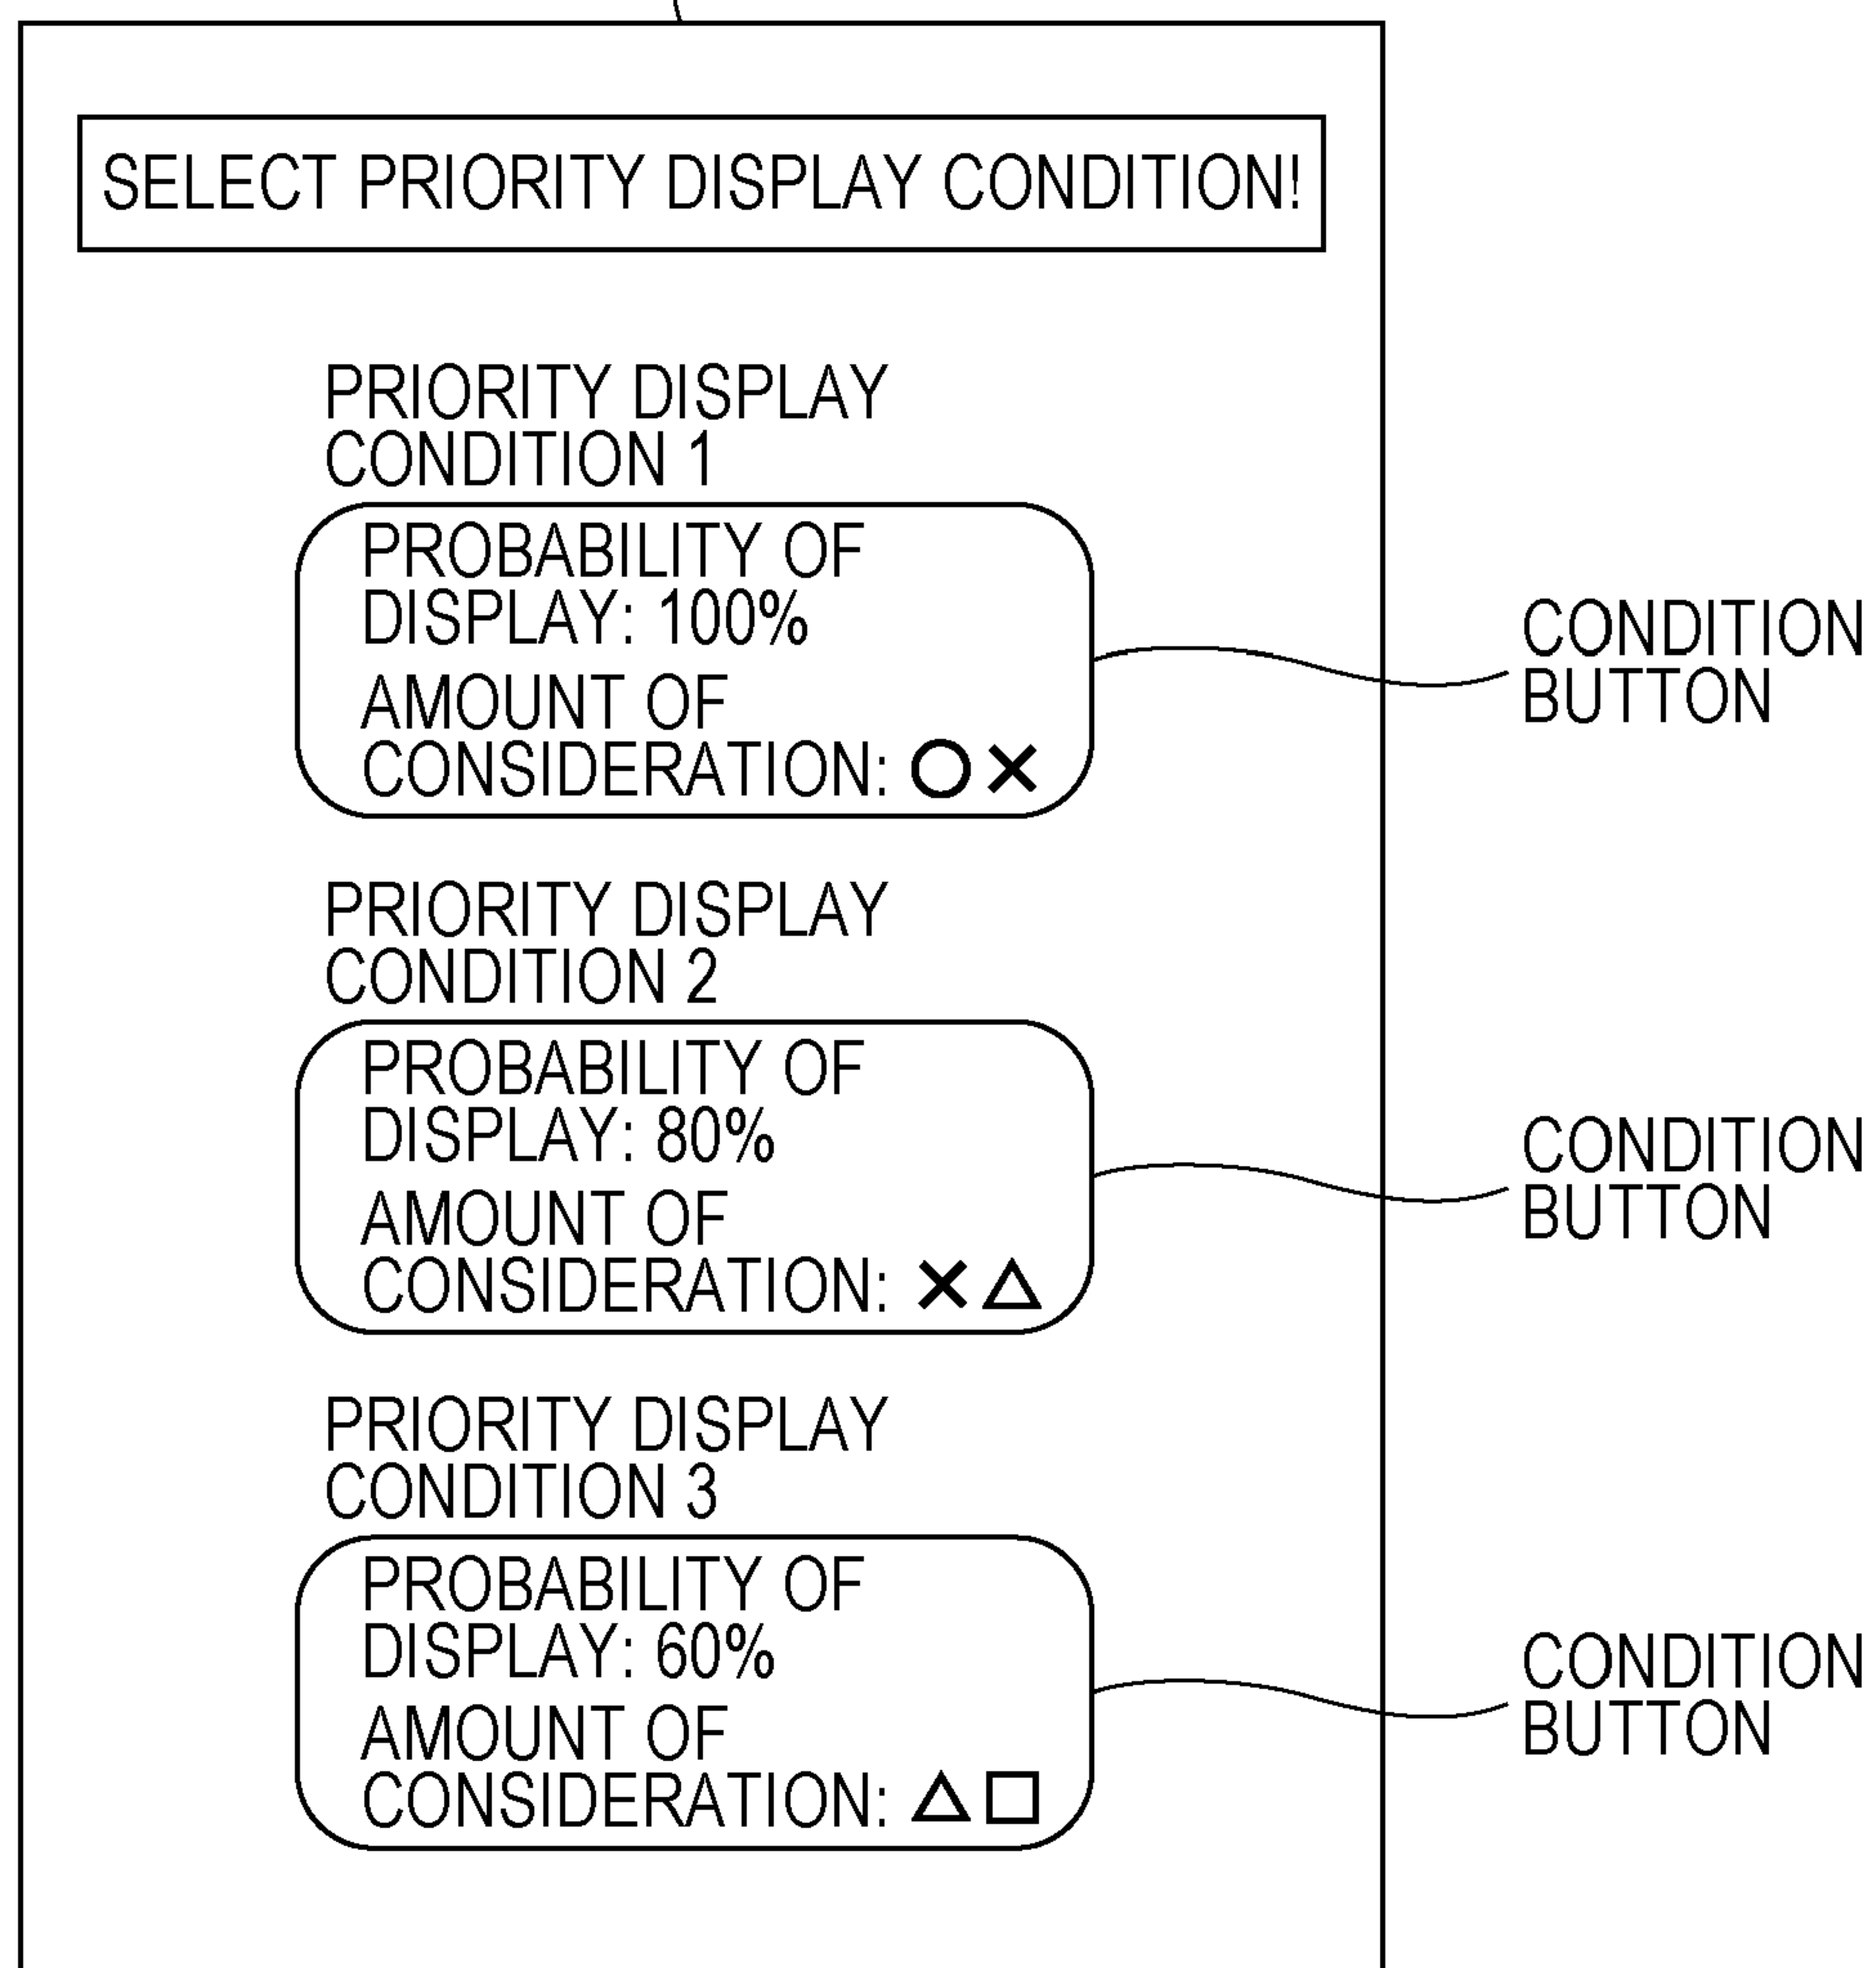 SELECT PRIORITY DISPLAY CONDITION!
PRIORITY DISPLAY
CONDITION 1
PROBABILITY OF
DISPLAY: 100%
AMOUNT OF
CONSIDERATION: ○×
CONDITION
BUTTON
PRIORITY DISPLAY
CONDITION 2
PROBABILITY OF
DISPLAY: 80%
AMOUNT OF
CONSIDERATION: ×△
CONDITION
BUTTON
PRIORITY DISPLAY
CONDITION 3
PROBABILITY OF
DISPLAY: 60%
AMOUNT OF
CONSIDERATION: △□
CONDITION
BUTTON